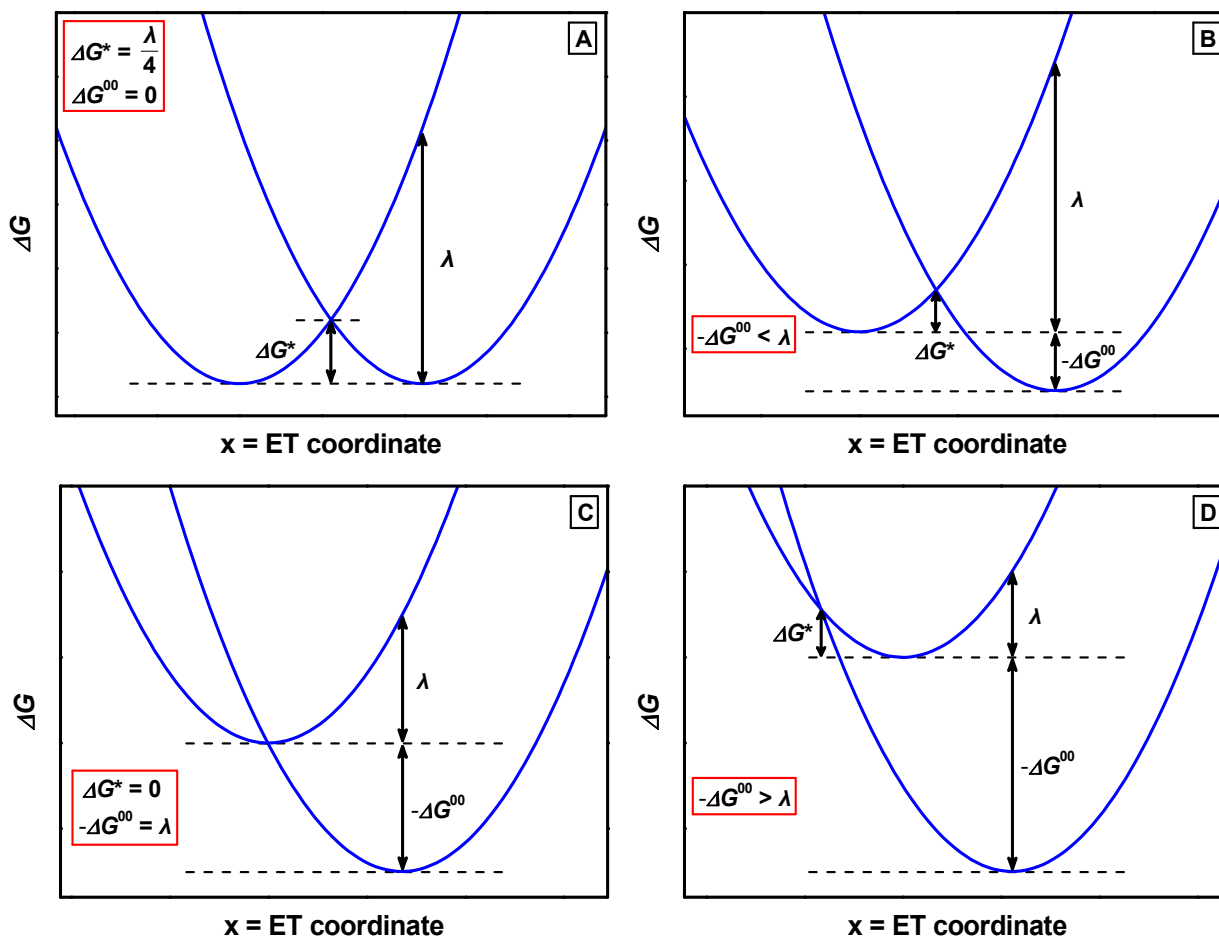 A
ΔG* = λ/4
ΔG⁰⁰ = 0
λ
ΔG*
ΔG
x = ET coordinate
B
λ
-ΔG⁰⁰ < λ
ΔG*
-ΔG⁰⁰
ΔG
x = ET coordinate
C
λ
ΔG* = 0
-ΔG⁰⁰ = λ
-ΔG⁰⁰
ΔG
x = ET coordinate
D
ΔG*
λ
-ΔG⁰⁰
-ΔG⁰⁰ > λ
ΔG
x = ET coordinate